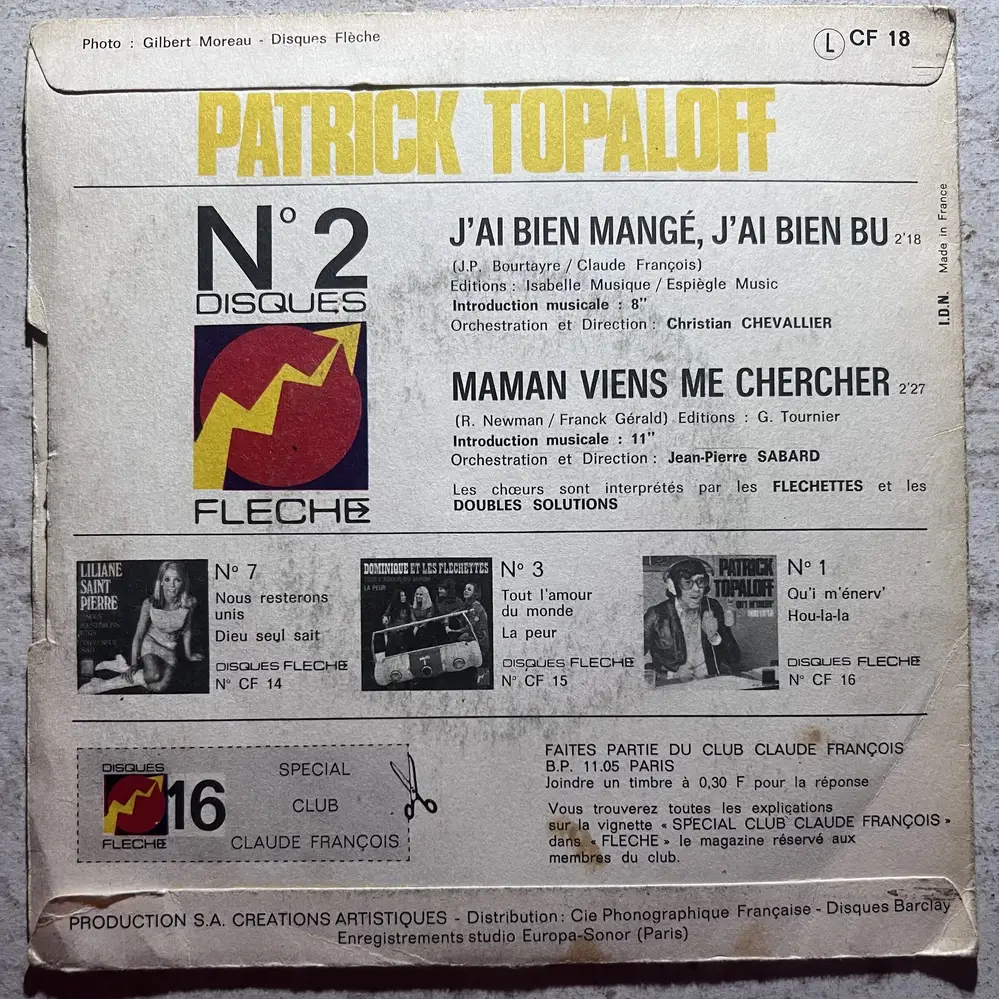 Photo : Gilbert Moreau - Disques Flèche
L CF 18
PATRICK TOPALOFF
N° 2
DISQUES
FLECHE
J'AI BIEN MANGÉ, J'AI BIEN BU 2'18
(J.P. Bourtayre / Claude François)
Editions : Isabelle Musique / Espiègle Music
Introduction musicale : 8"
Orchestration et Direction : Christian CHEVALLIER
MAMAN VIENS ME CHERCHER 2'27
(R. Newman / Franck Gérald) Editions : G. Tournier
Introduction musicale : 11"
Orchestration et Direction : Jean-Pierre SABARD
Les chœurs sont interprétés par les FLECHETTES et les
DOUBLES SOLUTIONS
I.D.N. Made in France
LILIANE
SAINT
PIERRE
N° 7
Nous resterons
unis
Dieu seul sait
DISQUES FLECHE
N° CF 14
DOMINIQUE ET LES FLECHETTES
LA PEUR
N° 3
Tout l'amour
du monde
La peur
DISQUES FLECHE
N° CF 15
PATRICK
TOPALOFF
N° 1
Qu'i m'énerv'
Hou-la-la
DISQUES FLECHE
N° CF 16
DISQUES
FLECHE
16
SPECIAL
CLUB
CLAUDE FRANÇOIS
FAITES PARTIE DU CLUB CLAUDE FRANÇOIS
B.P. 11.05 PARIS
Joindre un timbre à 0,30 F pour la réponse
Vous trouverez toutes les explications
sur la vignette « SPECIAL CLUB CLAUDE FRANÇOIS »
dans « FLECHE » le magazine réservé aux
membres du club.
PRODUCTION S.A. CREATIONS ARTISTIQUES - Distribution : Cie Phonographique Française - Disques Barclay
Enregistrements studio Europa-Sonor (Paris)